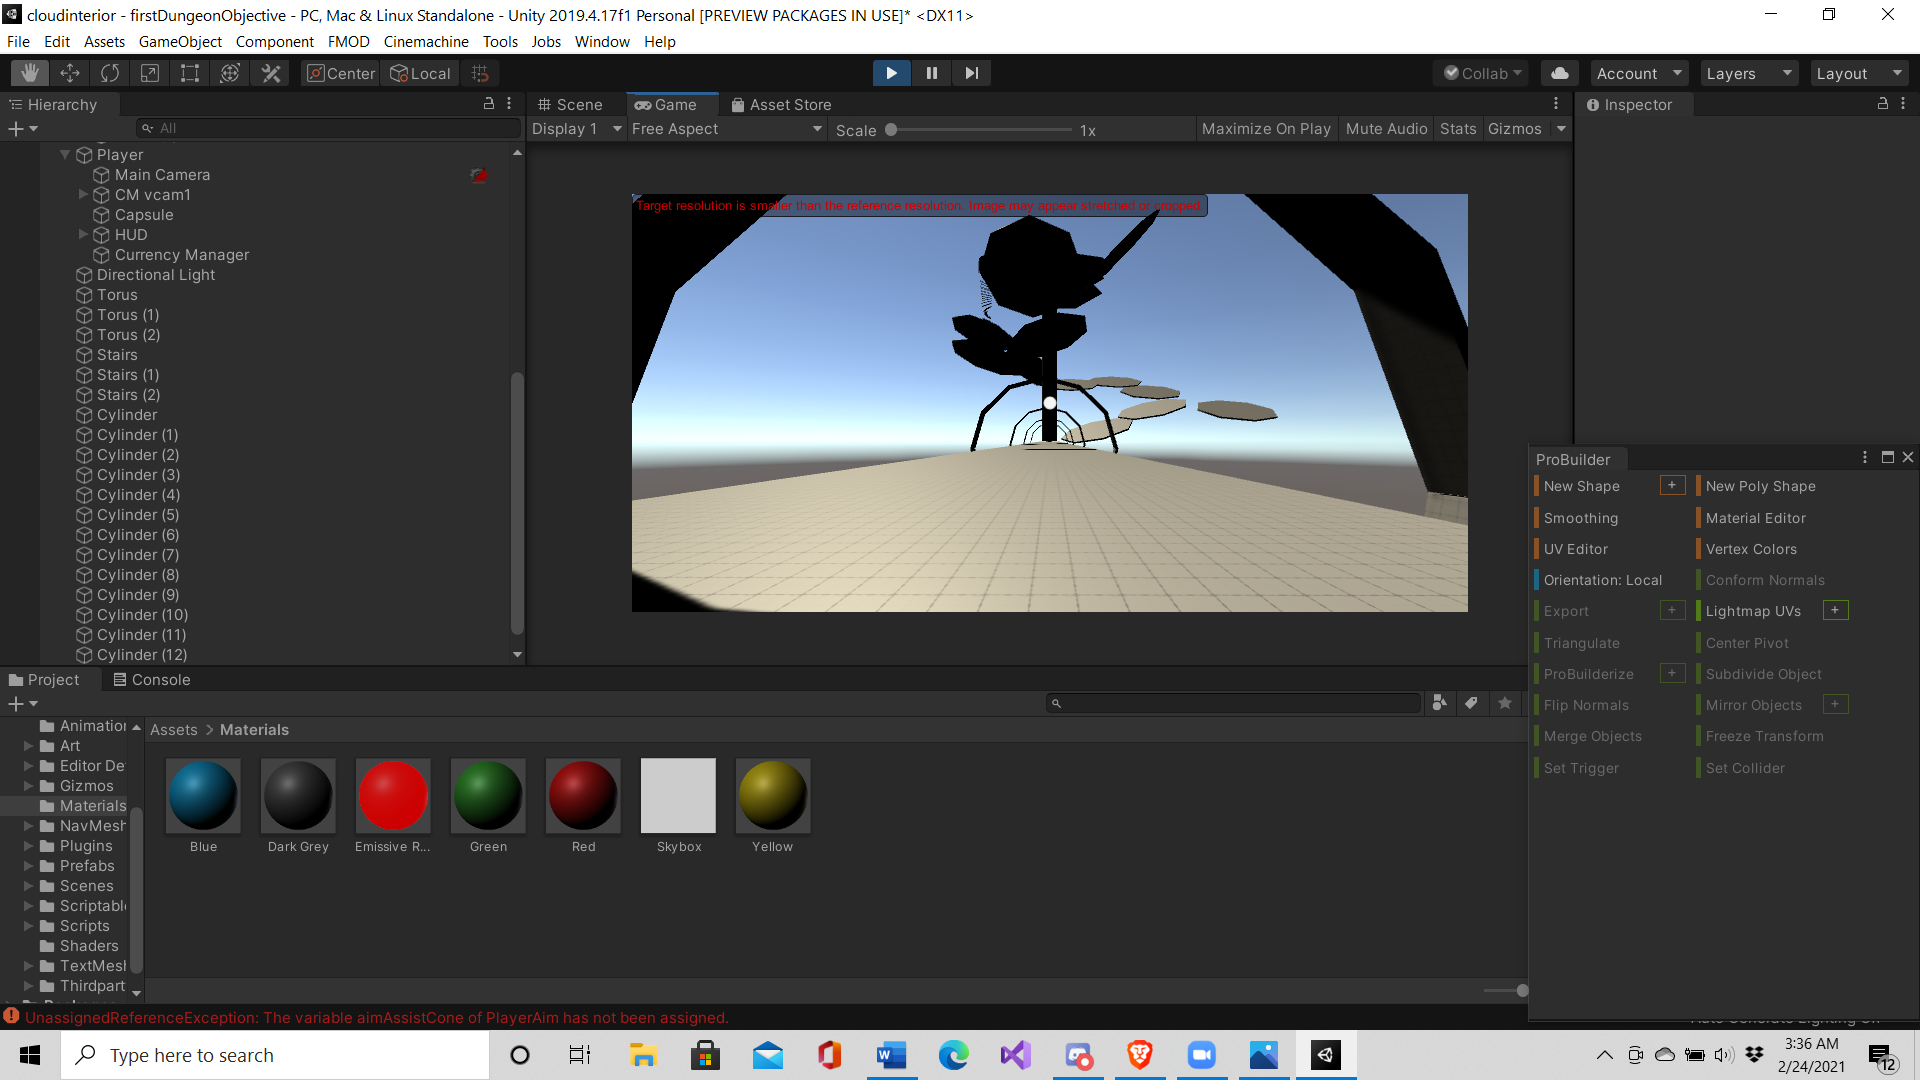 cloudinterior - firstDungeonObjective - PC, Mac & Linux Standalone - Unity 2019.4.17f1 Personal [PREVIEW PACKAGES IN USE]* <DX11>
File Edit Assets GameObject Component FMOD Cinemachine Tools Jobs Window Help
Center Local Collab Account Layers Layout
Hierarchy
All
Player
Main Camera
CM vcam1
Capsule
HUD
Currency Manager
Directional Light
Torus
Torus (1)
Torus (2)
Stairs
Stairs (1)
Stairs (2)
Cylinder
Cylinder (1)
Cylinder (2)
Cylinder (3)
Cylinder (4)
Cylinder (5)
Cylinder (6)
Cylinder (7)
Cylinder (8)
Cylinder (9)
Cylinder (10)
Cylinder (11)
Cylinder (12)
Scene Game Asset Store
Display 1 Free Aspect Scale 1x Maximize On Play Mute Audio Stats Gizmos
Target resolution is smaller than the reference resolution. Image may appear stretched or cropped.
Inspector
ProBuilder
New Shape + New Poly Shape
Smoothing Material Editor
UV Editor Vertex Colors
Orientation: Local Conform Normals
Export + Lightmap UVs +
Triangulate Center Pivot
ProBuilderize + Subdivide Object
Flip Normals Mirror Objects +
Merge Objects Freeze Transform
Set Trigger Set Collider
Project Console
Animation
Art
Editor De
Gizmos
Materials
NavMesh
Plugins
Prefabs
Scenes
Scriptable
Scripts
Shaders
TextMesh
Thirdpart
Assets > Materials
Blue Dark Grey Emissive R... Green Red Skybox Yellow
UnassignedReferenceException: The variable aimAssistCone of PlayerAim has not been assigned.
Type here to search
3:36 AM
2/24/2021
12